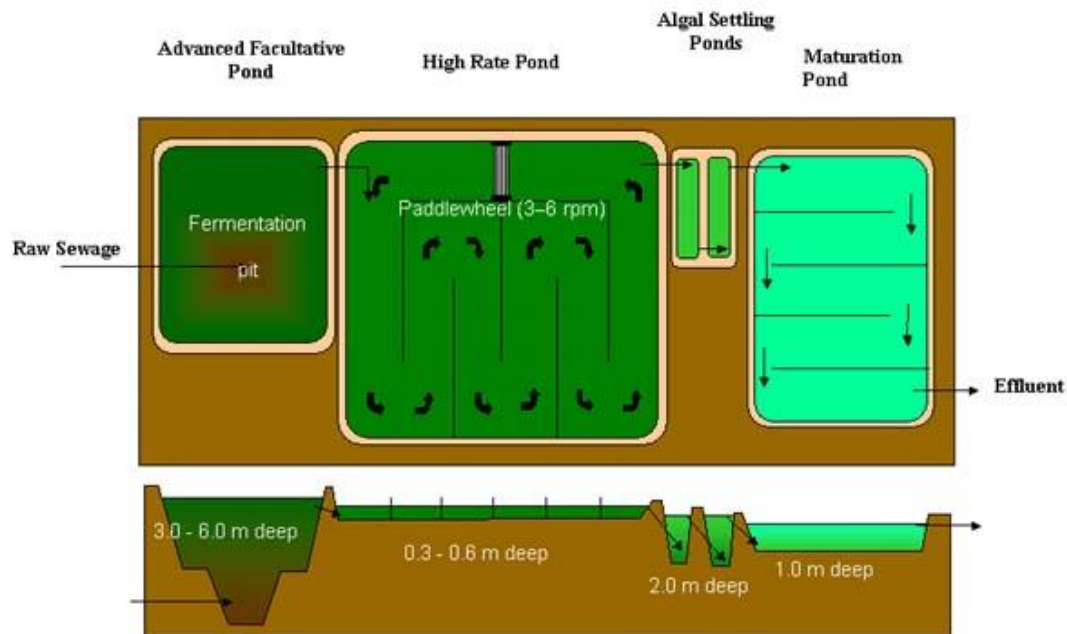 Advanced Facultative
Pond
High Rate Pond
Algal Settling
Ponds
Maturation
Pond
Raw Sewage
Fermentation
pit
Paddlewheel (3–6 rpm)
Effluent
3.0 - 6.0 m deep
0.3 - 0.6 m deep
2.0 m deep
1.0 m deep